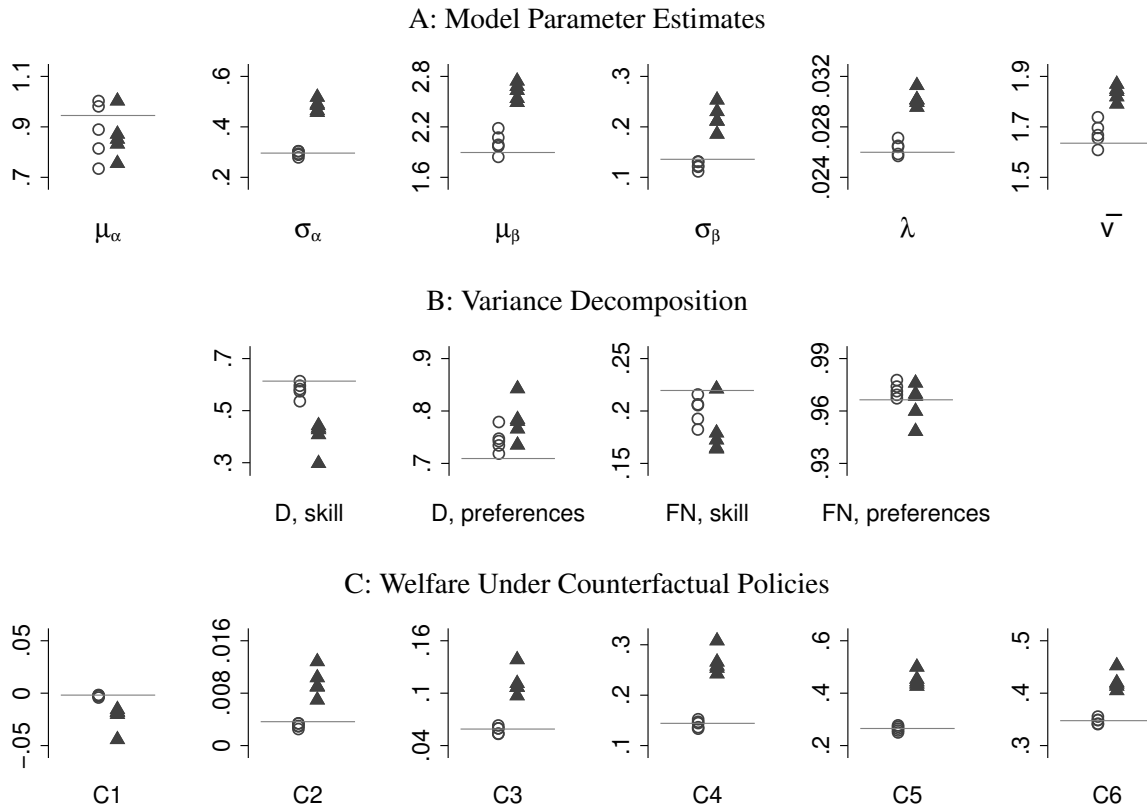 A: Model Parameter Estimates
1.1 .9 .7
.6 .4 .2
2.8 2.2 1.6
.3 .2 .1
.032 .028 .024
1.9 1.7 1.5
μα σα μβ σβ λ v̄
B: Variance Decomposition
.7 .5 .3
.9 .8 .7
.25 .2 .15
.99 .96 .93
D, skill D, preferences FN, skill FN, preferences
C: Welfare Under Counterfactual Policies
.05 0 −.05
.016 .008 0
.16 .1 .04
.3 .2 .1
.6 .4 .2
.5 .4 .3
C1 C2 C3 C4 C5 C6